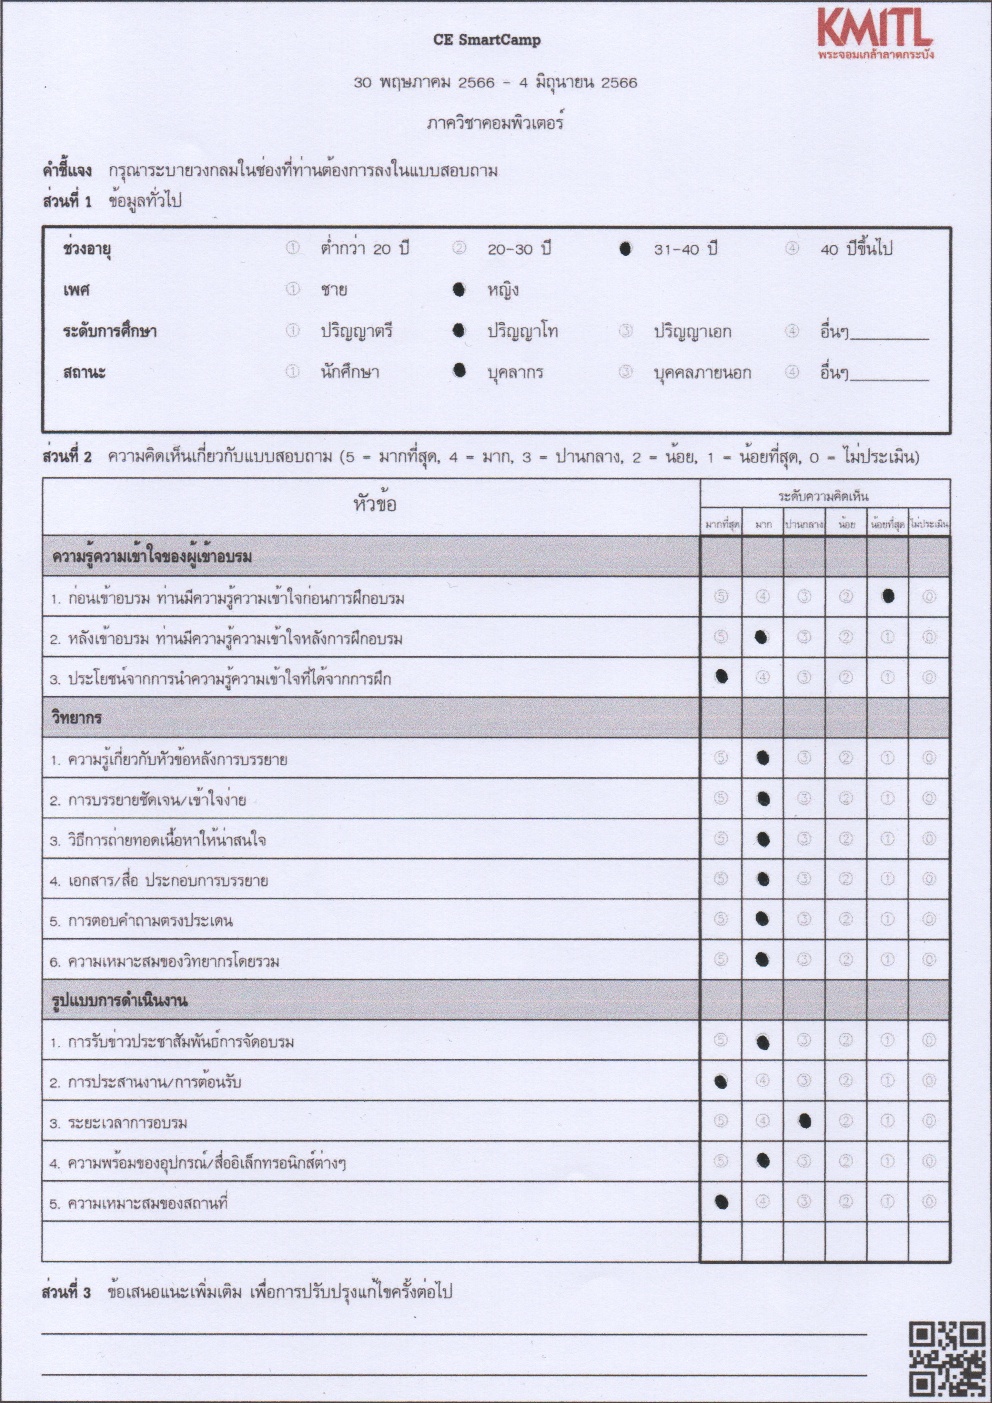 KMITL
พระจอมเกล้าลาดกระบัง
CE SmartCamp
30 พฤษภาคม 2566 - 4 มิถุนายน 2566
ภาควิชาคอมพิวเตอร์
คำชี้แจง กรุณาระบายวงกลมในช่องที่ท่านต้องการลงในแบบสอบถาม
ส่วนที่ 1 ข้อมูลทั่วไป
ช่วงอายุ ① ต่ำกว่า 20 ปี ② 20-30 ปี ● 31-40 ปี ④ 40 ปีขึ้นไป
เพศ ① ชาย ● หญิง
ระดับการศึกษา ① ปริญญาตรี ● ปริญญาโท ③ ปริญญาเอก ④ อื่นๆ
สถานะ ① นักศึกษา ● บุคลากร ③ บุคคลภายนอก ④ อื่นๆ
ส่วนที่ 2 ความคิดเห็นเกี่ยวกับแบบสอบถาม (5 = มากที่สุด, 4 = มาก, 3 = ปานกลาง, 2 = น้อย, 1 = น้อยที่สุด, 0 = ไม่ประเมิน)
หัวข้อ ระดับความคิดเห็น
มากที่สุด มาก ปานกลาง น้อย น้อยที่สุด ไม่ประเมิน
ความรู้ความเข้าใจของผู้เข้าอบรม
1. ก่อนเข้าอบรม ท่านมีความรู้ความเข้าใจก่อนการฝึกอบรม ⑤ ④ ③ ② ● ⓪
2. หลังเข้าอบรม ท่านมีความรู้ความเข้าใจหลังการฝึกอบรม ⑤ ● ③ ② ① ⓪
3. ประโยชน์จากการนำความรู้ความเข้าใจที่ได้จากการฝึก ● ④ ③ ② ① ⓪
วิทยากร
1. ความรู้เกี่ยวกับหัวข้อหลังการบรรยาย ⑤ ● ③ ② ① ⓪
2. การบรรยายชัดเจน/เข้าใจง่าย ⑤ ● ③ ② ① ⓪
3. วิธีการถ่ายทอดเนื้อหาให้น่าสนใจ ⑤ ● ③ ② ① ⓪
4. เอกสาร/สื่อ ประกอบการบรรยาย ⑤ ● ③ ② ① ⓪
5. การตอบคำถามตรงประเดน ⑤ ● ③ ② ① ⓪
6. ความเหมาะสมของวิทยากรโดยรวม ⑤ ● ③ ② ① ⓪
รูปแบบการดำเนินงาน
1. การรับข่าวประชาสัมพันธ์การจัดอบรม ⑤ ● ③ ② ① ⓪
2. การประสานงาน/การต้อนรับ ● ④ ③ ② ① ⓪
3. ระยะเวลาการอบรม ⑤ ④ ● ② ① ⓪
4. ความพร้อมของอุปกรณ์/สื่ออิเล็กทรอนิกส์ต่างๆ ⑤ ● ③ ② ① ⓪
5. ความเหมาะสมของสถานที่ ● ④ ③ ② ① ⓪
ส่วนที่ 3 ข้อเสนอแนะเพิ่มเติม เพื่อการปรับปรุงแก้ไขครั้งต่อไป